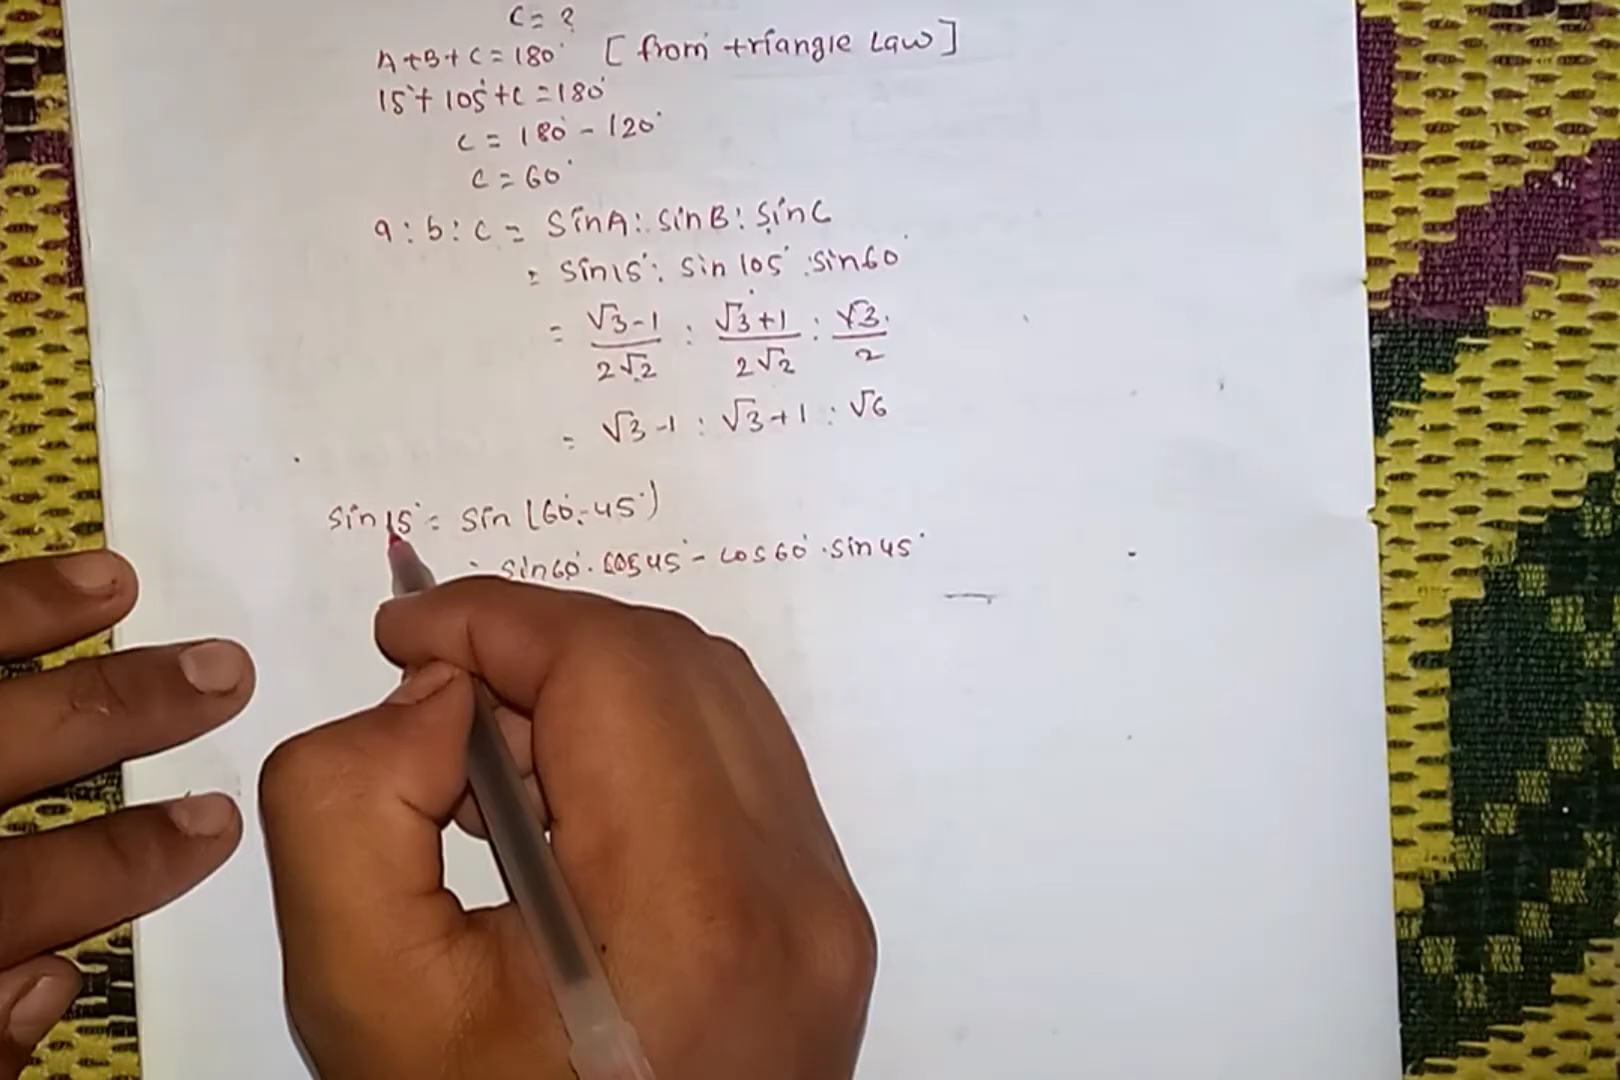 C = ?
A+B+C = 180° [from triangle Law]
15°+ 105°+C = 180°
C = 180° - 120°
C = 60°
a : b : c = SinA : SinB : SinC
= Sin15° : Sin 105° : Sin60°
= √3-1/2√2 : √3+1/2√2 : √3/2
= √3-1 : √3+1 : √6
Sin15° = Sin (60°-45°)
= Sin60°. Cos45° - Cos60°. Sin45°